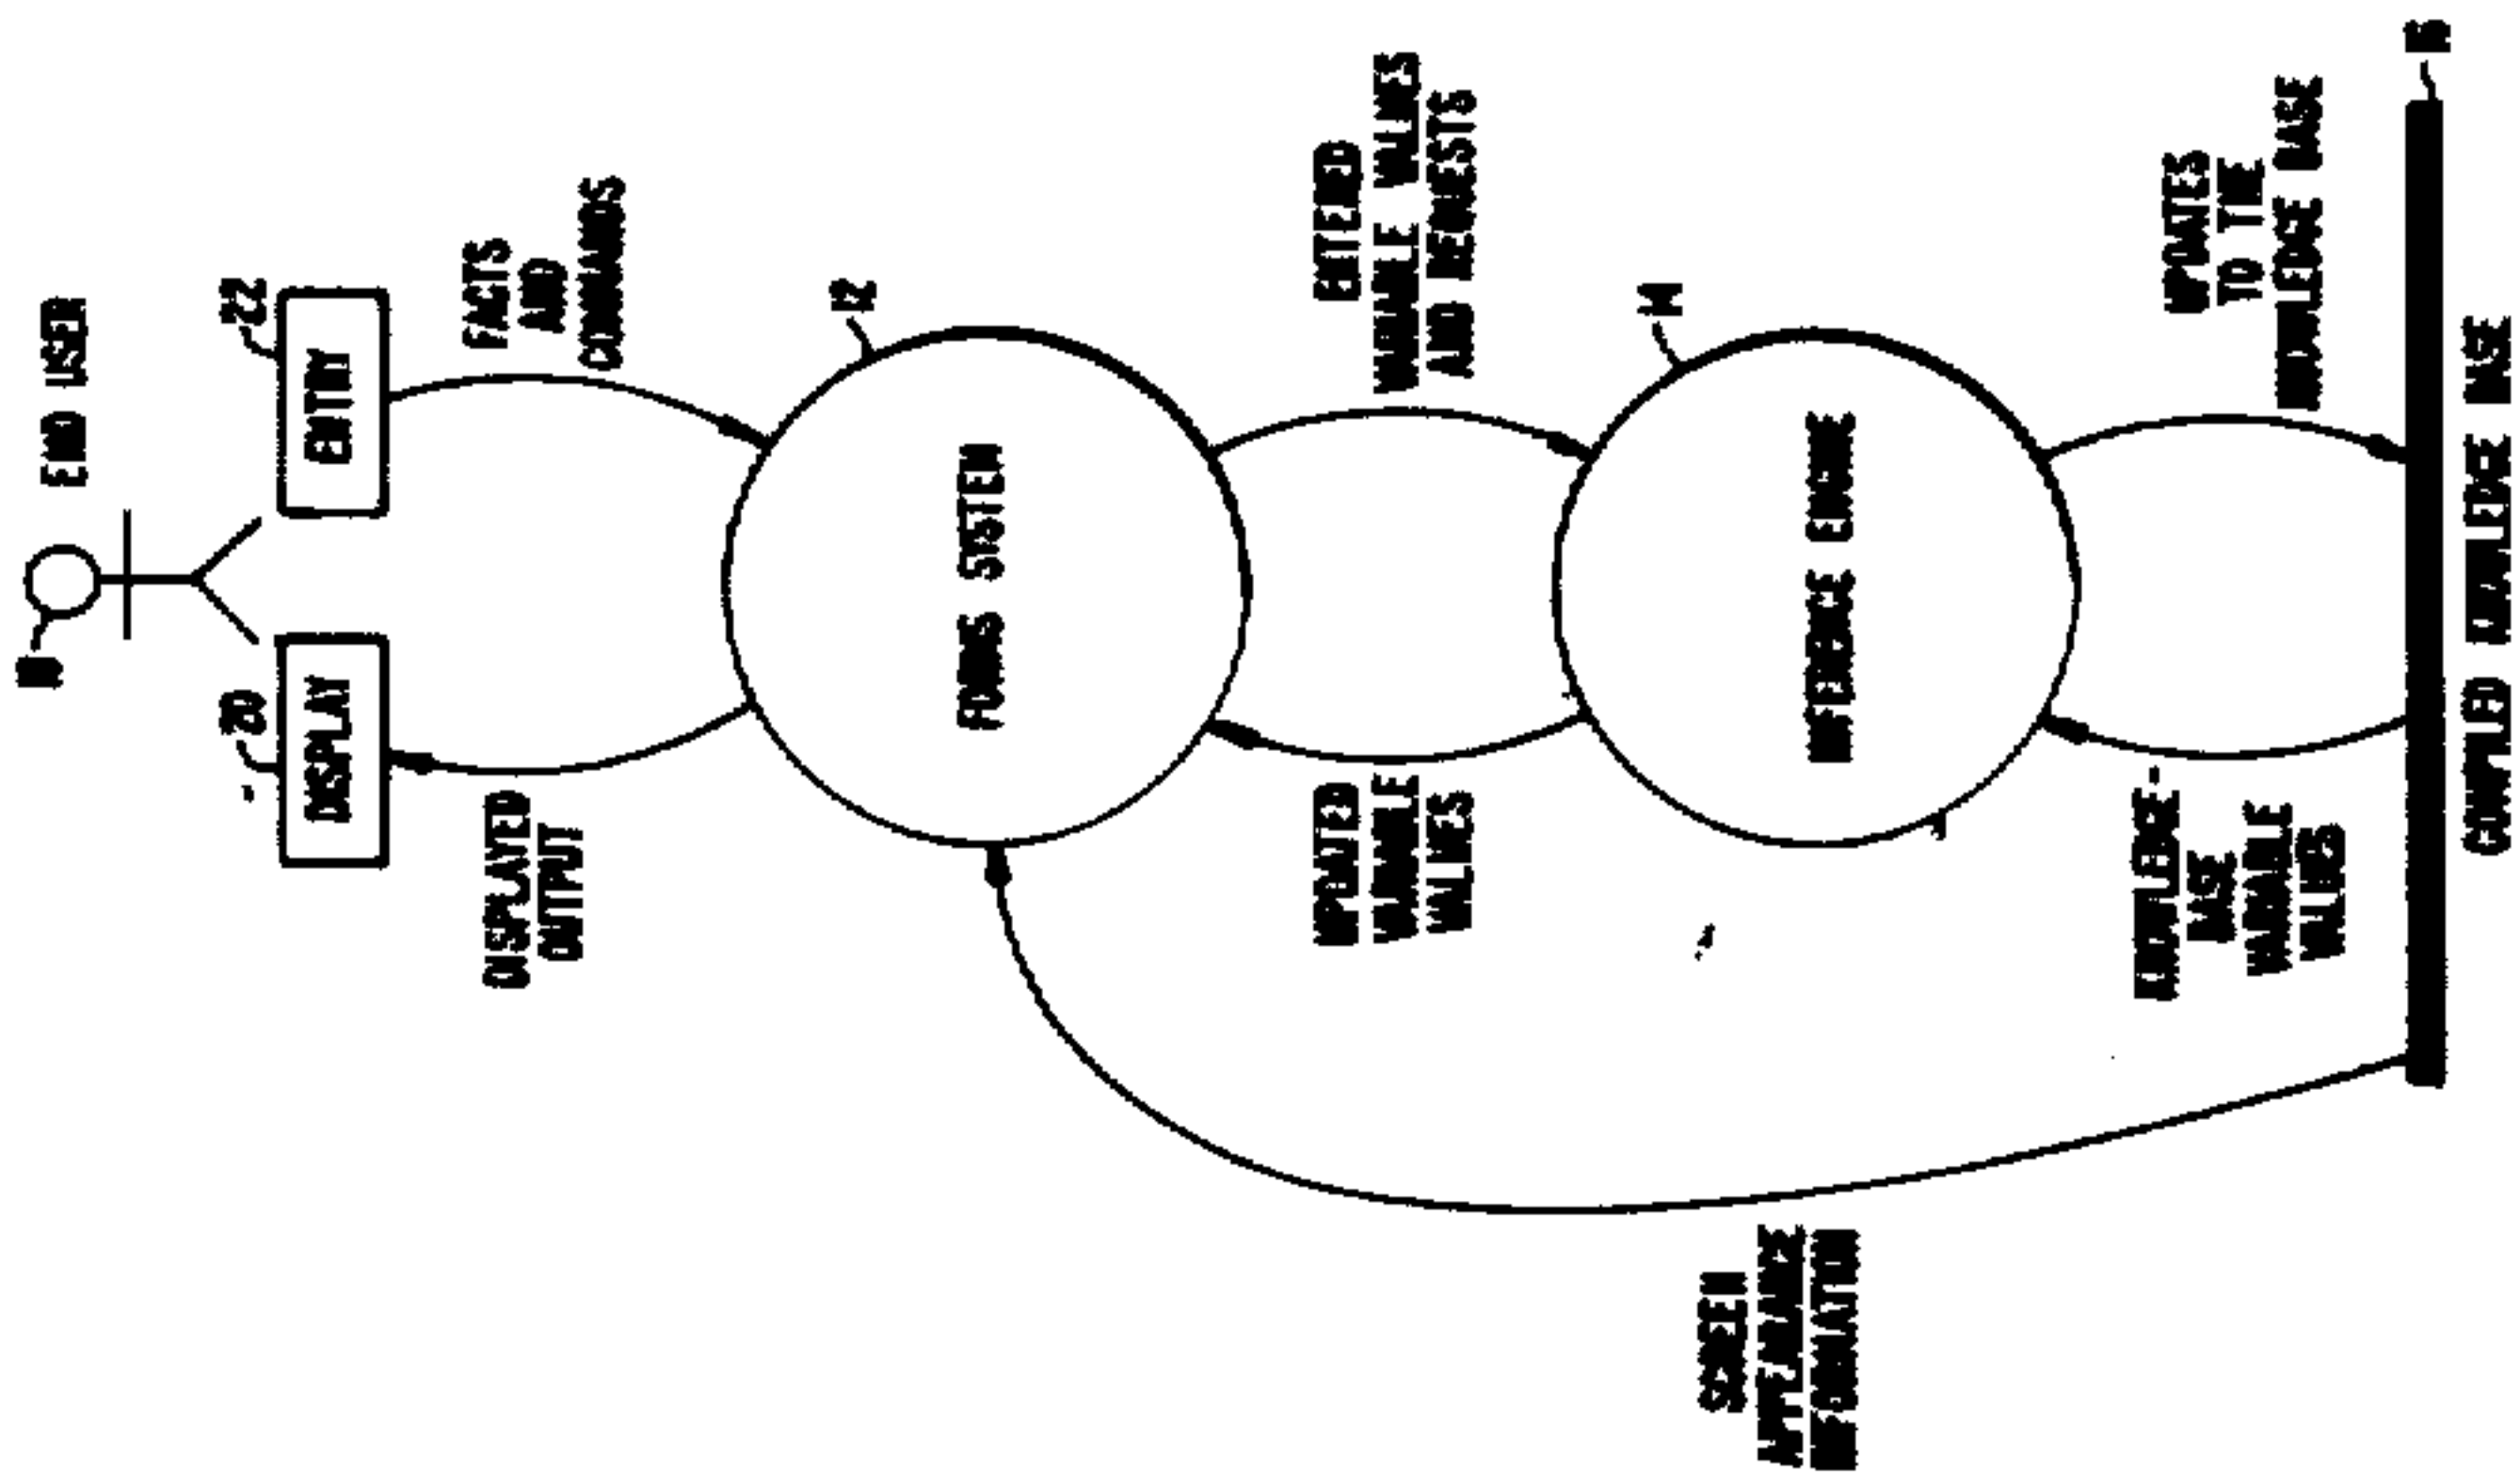 END USER
22
ENTRY
20
DISPLAY
FACTS
AND
COMMANDS
DISPLAYED
OUTPUT
12
FORMS SYSTEM
ENTERED
VARIABLE VALUES
AND REQUESTS
UPDATED
VARIABLE
VALUES
14
INFERENCE ENGINE
UPDATES
TO THE
KNOWLEDGE BASE
KNOWLEDGE
BASE
VARIABLE
VALUES
SCREEN
APPEARANCE
INFORMATION
COMPILED KNOWLEDGE BASE